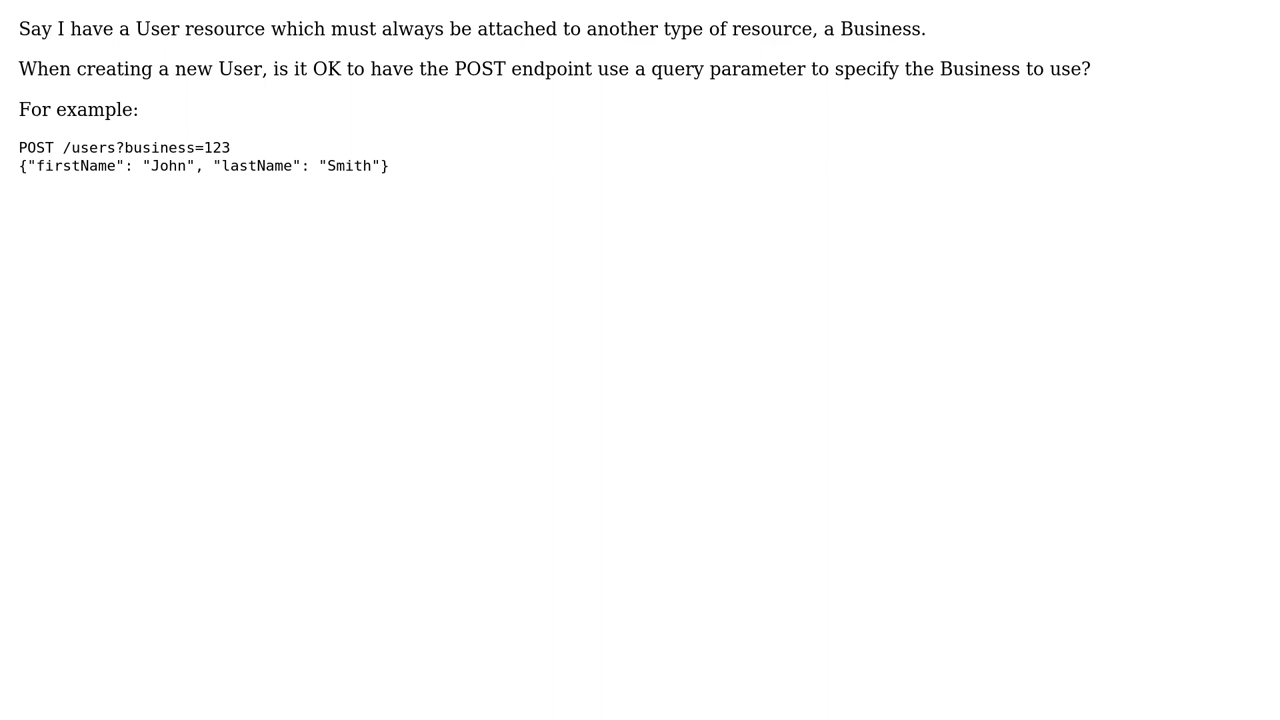 Say I have a User resource which must always be attached to another type of resource, a Business.
When creating a new User, is it OK to have the POST endpoint use a query parameter to specify the Business to use?
For example:
POST /users?business=123
{"firstName": "John", "lastName": "Smith"}